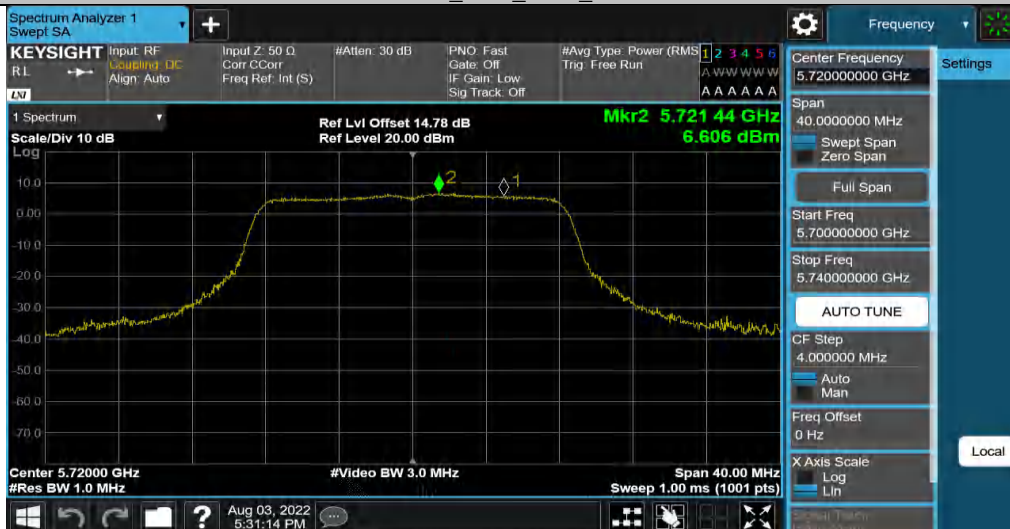 Spectrum Analyzer 1
Swept SA
Frequency
KEYSIGHT
RL
LXI
Input: RF
Coupling: DC
Align: Auto
Input Z: 50 Ω
Corr CCorr
Freq Ref: Int (S)
#Atten: 30 dB
PNO: Fast
Gate: Off
IF Gain: Low
Sig Track: Off
#Avg Type: Power (RMS
Trig: Free Run
1 2 3 4 5 6
A W W W W W
A A A A A A
1 Spectrum
Scale/Div 10 dB
Log
Ref Lvl Offset 14.78 dB
Ref Level 20.00 dBm
Mkr2 5.721 44 GHz
6.606 dBm
2
1
10.0
0.00
-10.0
-20.0
-30.0
-40.0
-60.0
-70.0
Center 5.72000 GHz
#Res BW 1.0 MHz
#Video BW 3.0 MHz
Span 40.00 MHz
Sweep 1.00 ms (1001 pts)
Center Frequency
5.720000000 GHz
Span
40.0000000 MHz
Swept Span
Zero Span
Full Span
Start Freq
5.700000000 GHz
Stop Freq
5.740000000 GHz
AUTO TUNE
CF Step
4.000000 MHz
Auto
Man
Freq Offset
0 Hz
X Axis Scale
Log
Lin
Settings
Local
Aug 03, 2022
5:31:14 PM